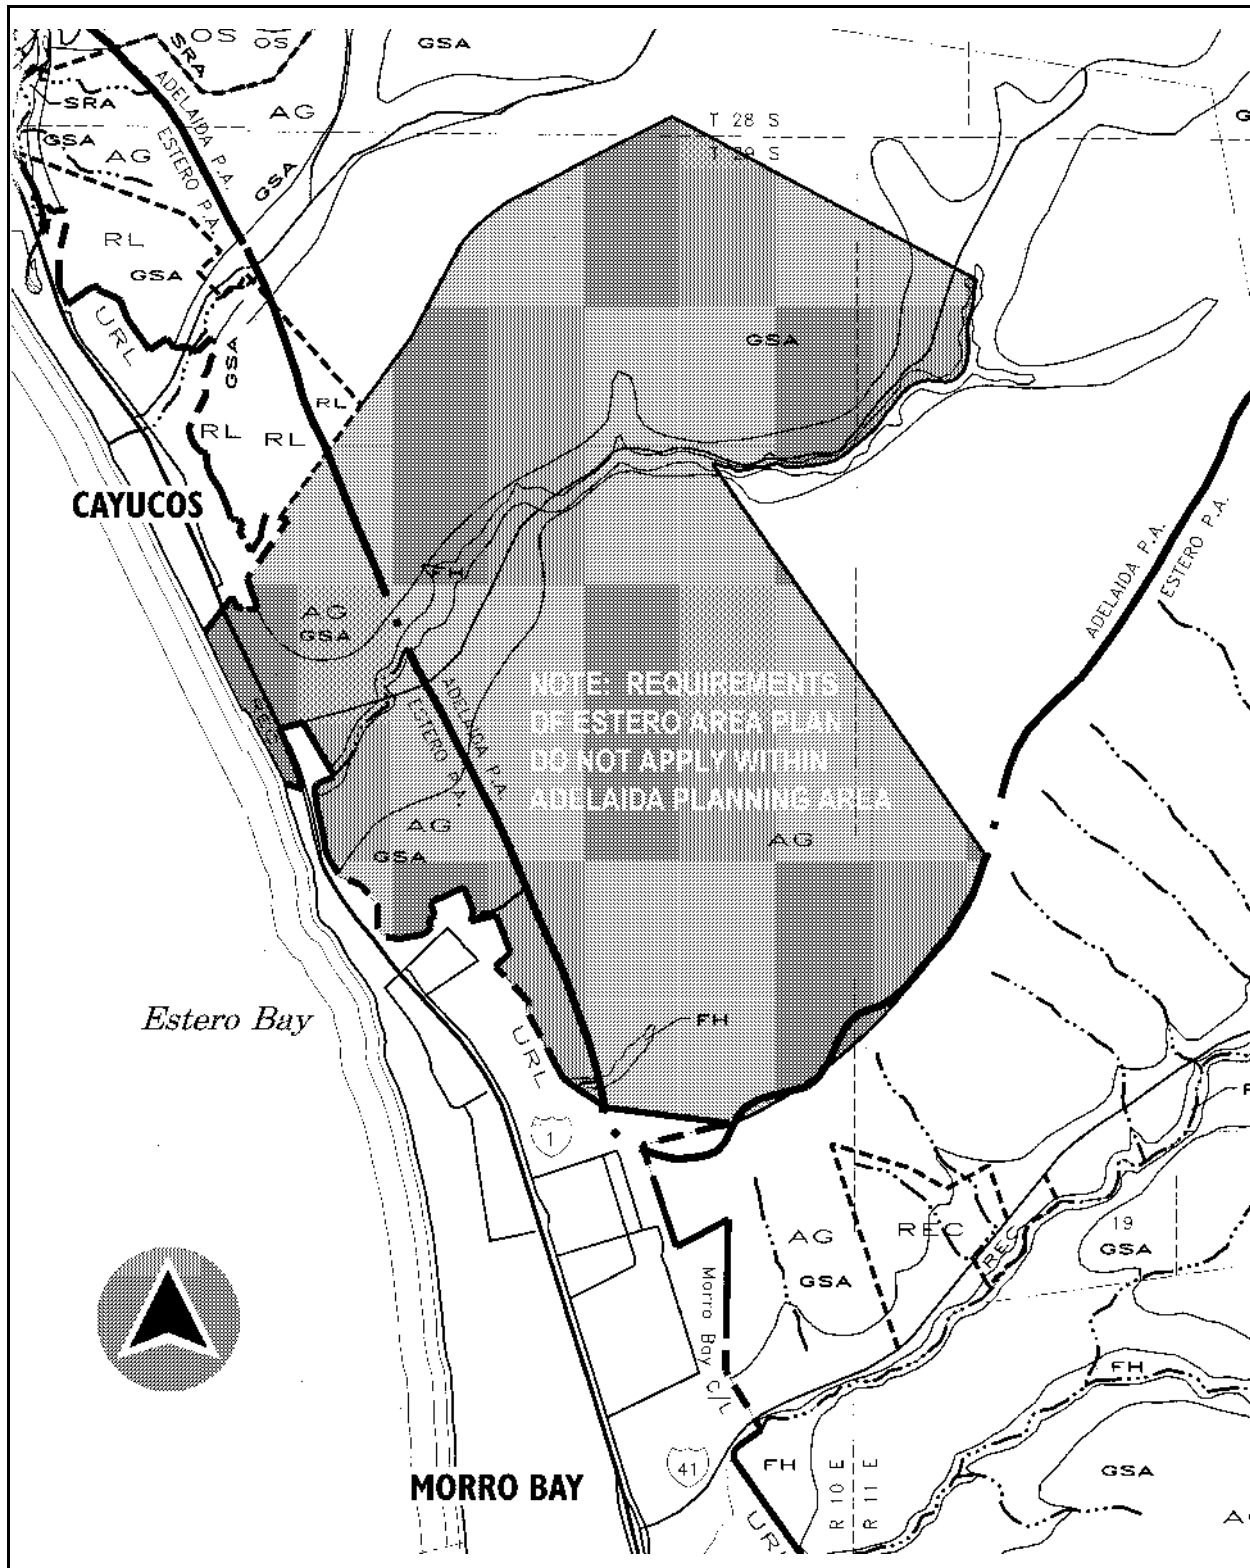 OS
OS
GSA
SRA
SRA
ADELAIDA P.A.
ESTERO P.A.
AG
T 28 S
T 29 S
GSA
AG
GSA
RL
GSA
URL
GSA
GSA
RL
RL
RL
CAYUCOS
ADELAIDA P.A.
ESTERO P.A.
FH
AG
GSA
REC
ADELAIDA P.A.
ESTERO P.A.
NOTE: REQUIREMENTS
OF ESTERO AREA PLAN
DO NOT APPLY WITHIN
ADELAIDA PLANNING AREA
AG
AG
GSA
Estero Bay
FH
URL
1
AG
REC
REC
19
GSA
GSA
Morro Bay C/L
FH
41
FH
GSA
MORRO BAY
URL
R 10 E
R 11 E